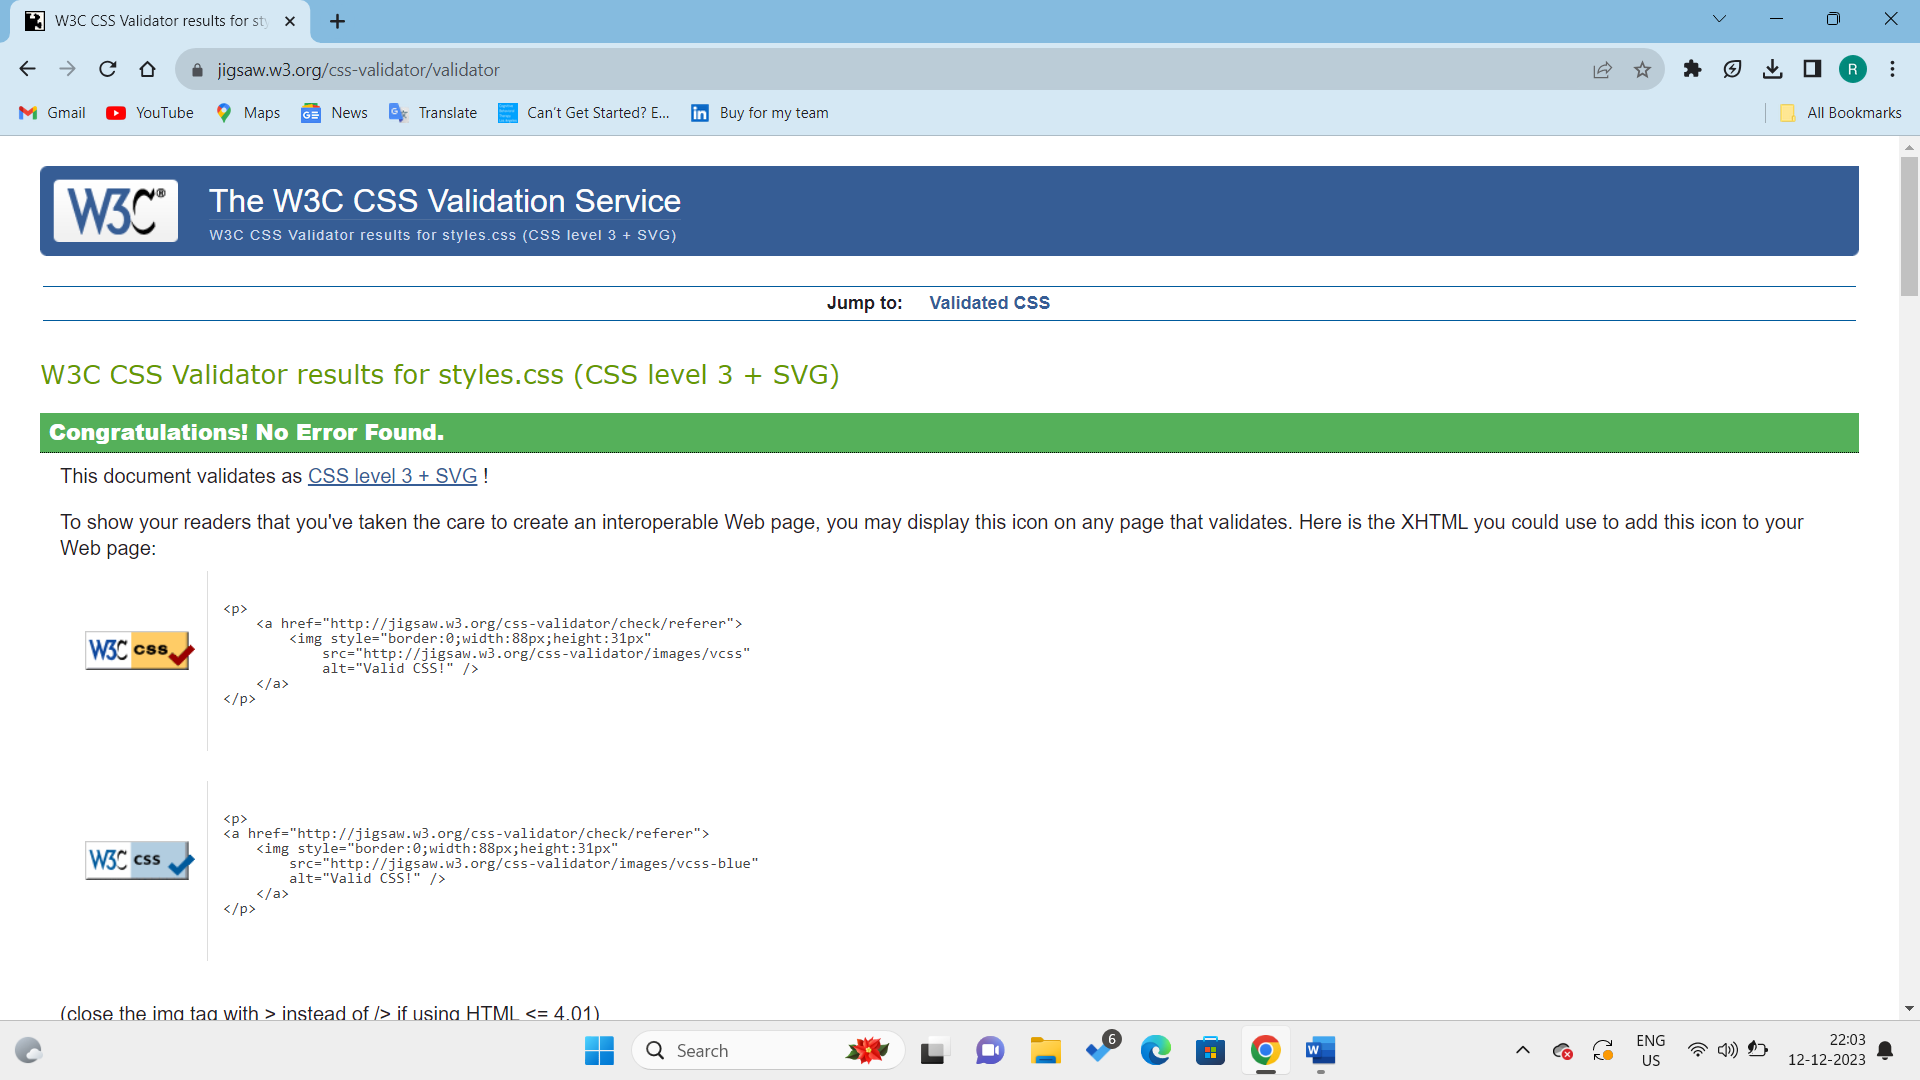 W3C CSS Validator results for sty
jigsaw.w3.org/css-validator/validator
R
Gmail
YouTube
Maps
News
Translate
Can't Get Started? E...
Buy for my team
All Bookmarks
W3C®
The W3C CSS Validation Service
W3C CSS Validator results for styles.css (CSS level 3 + SVG)
Jump to: Validated CSS
W3C CSS Validator results for styles.css (CSS level 3 + SVG)
Congratulations! No Error Found.
This document validates as CSS level 3 + SVG !
To show your readers that you've taken the care to create an interoperable Web page, you may display this icon on any page that validates. Here is the XHTML you could use to add this icon to your
Web page:
W3C css
<p>
    <a href="http://jigsaw.w3.org/css-validator/check/referer">
        <img style="border:0;width:88px;height:31px"
            src="http://jigsaw.w3.org/css-validator/images/vcss"
            alt="Valid CSS!" />
    </a>
</p>
W3C css
<p>
<a href="http://jigsaw.w3.org/css-validator/check/referer">
    <img style="border:0;width:88px;height:31px"
        src="http://jigsaw.w3.org/css-validator/images/vcss-blue"
        alt="Valid CSS!" />
    </a>
</p>
(close the img tag with > instead of /> if using HTML <= 4.01)
Search
6
W
ENG
US
22:03
12-12-2023